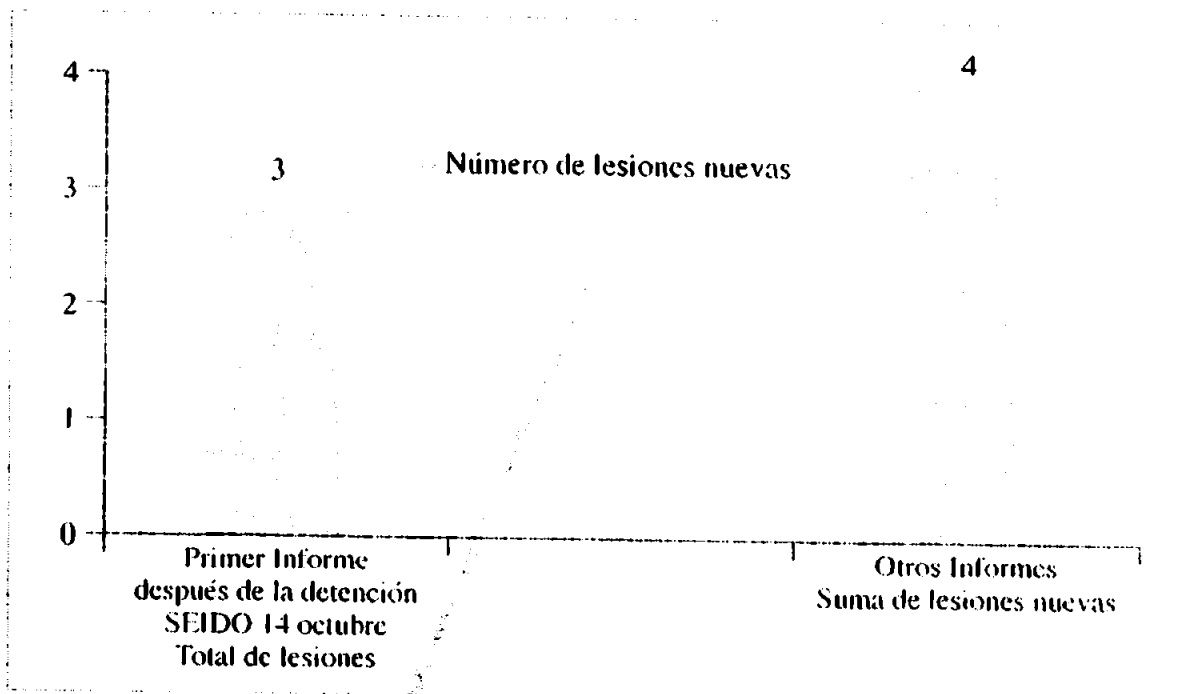 4
4
3
Número de lesiones nuevas
3
2
1
0
Primer Informe
después de la detención
SEIDO 14 octubre
Total de lesiones
Otros Informes
Suma de lesiones nuevas